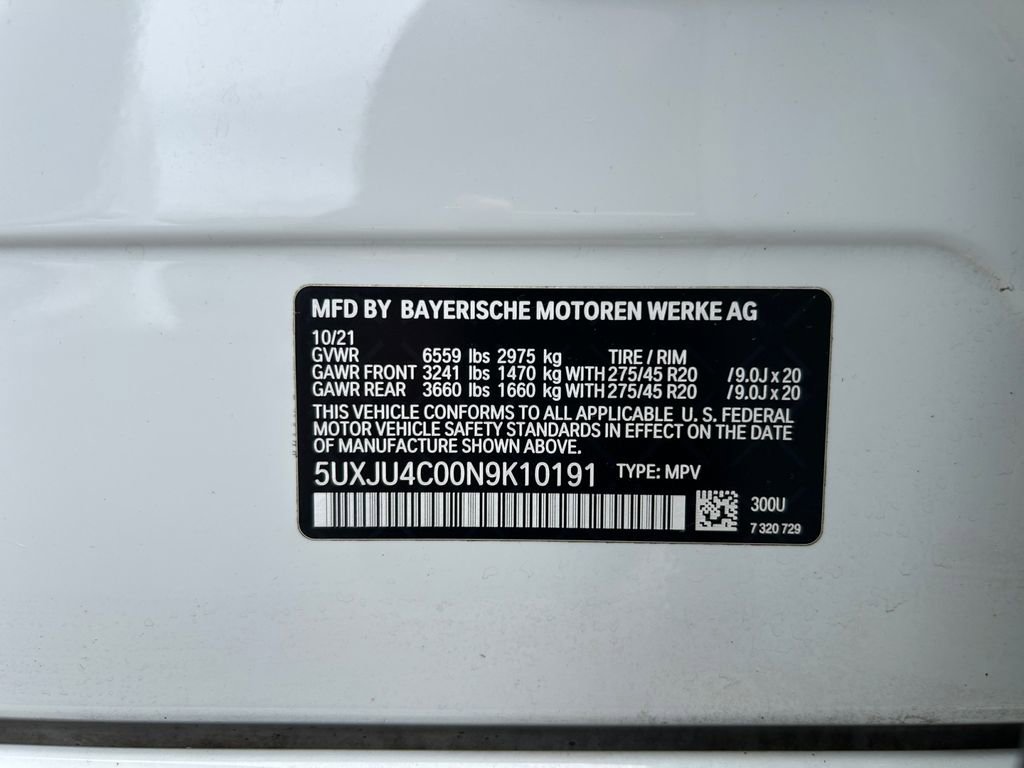 MFD BY BAYERISCHE MOTOREN WERKE AG
10/21
GVWR 6559 lbs 2975 kg TIRE / RIM
GAWR FRONT 3241 lbs 1470 kg WITH 275/45 R20 /9.0J x 20
GAWR REAR 3660 lbs 1660 kg WITH 275/45 R20 /9.0J x 20
THIS VEHICLE CONFORMS TO ALL APPLICABLE U. S. FEDERAL
MOTOR VEHICLE SAFETY STANDARDS IN EFFECT ON THE DATE
OF MANUFACTURE SHOWN ABOVE.
5UXJU4C00N9K10191 TYPE: MPV
300U
7 320 729